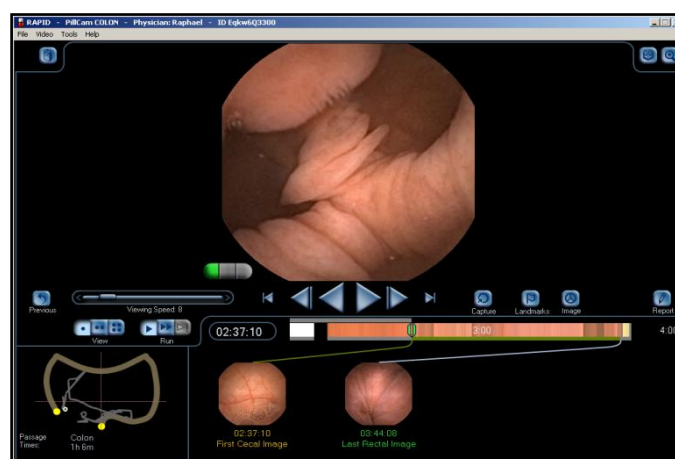 RAPID - PillCam COLON - Physician: Raphael - ID Eqkw6Q3300
File Video Tools Help
Previous
Viewing Speed: 8
Capture
Landmarks
Image
Report
View
Run
02:37:10
3:00
4:00
Passage
Times:
Colon
1h 6m
02:37:10
First Cecal Image
03:44:08
Last Rectal Image